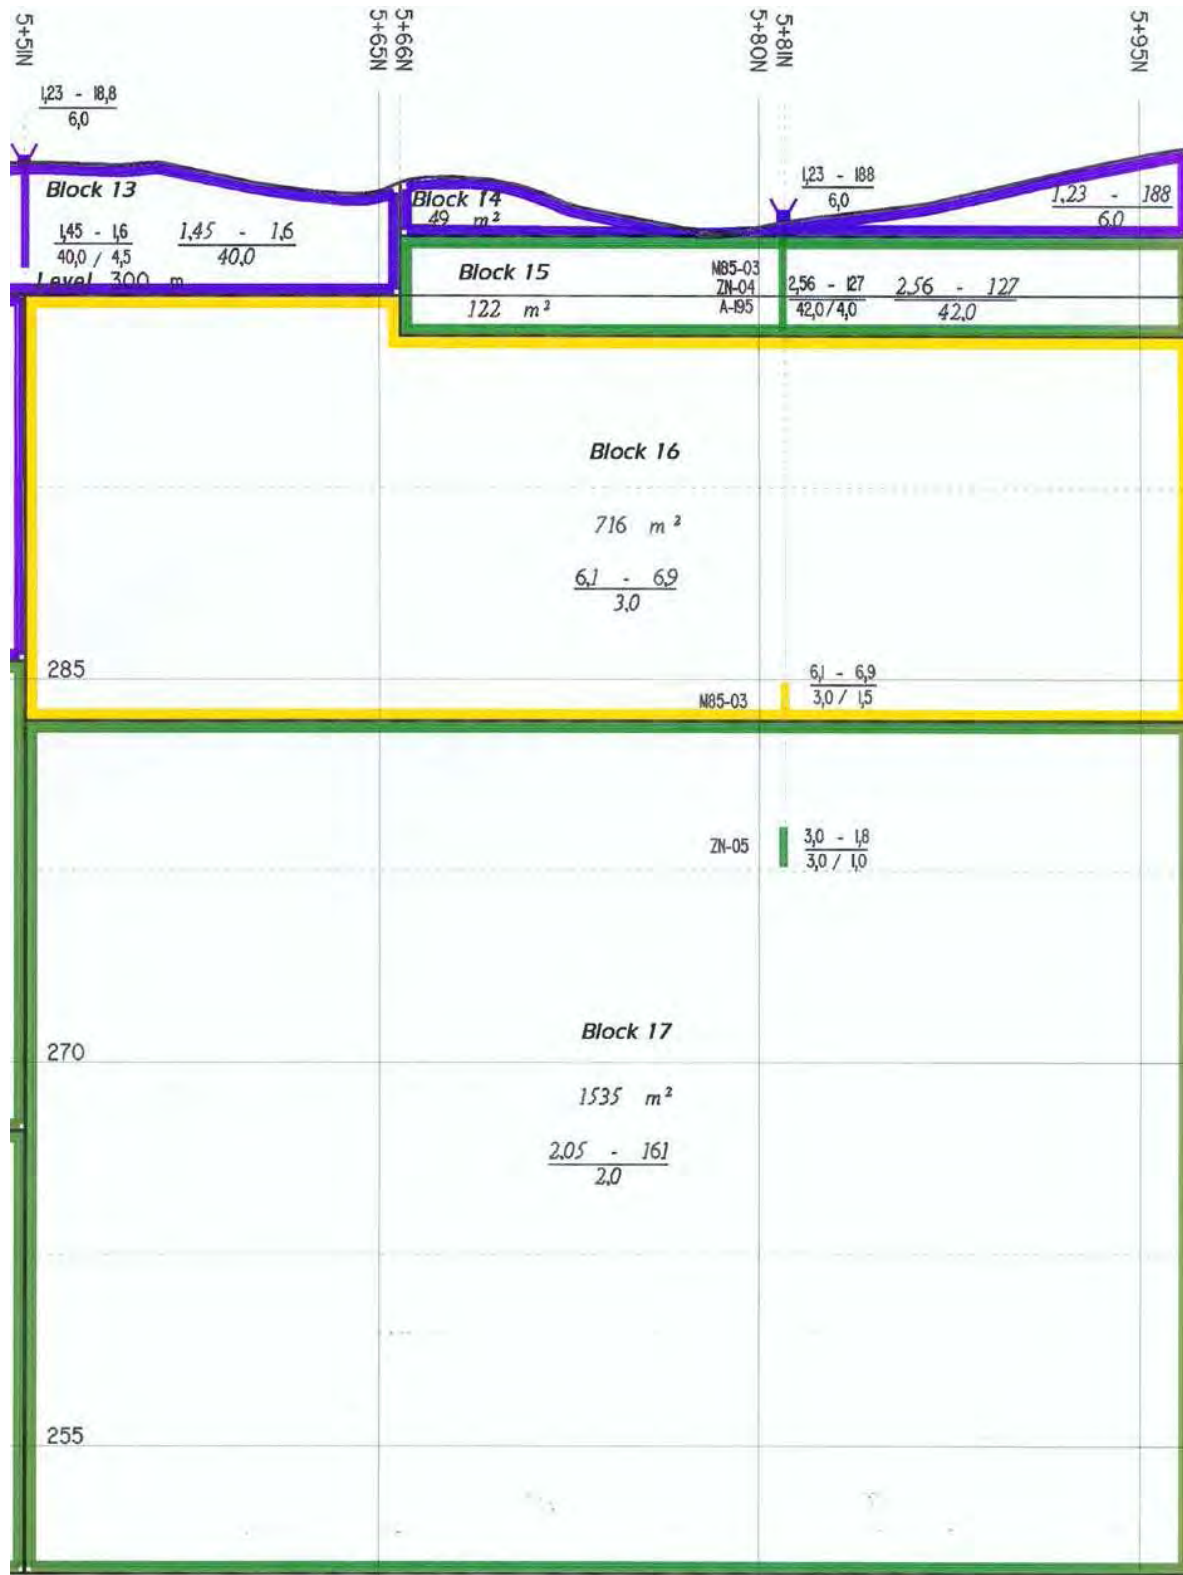 5+51N 5+65N 5+66N 5+80N 5+81N 5+95N
1,23 - 18,8
6,0
Block 13
1,45 - 1,6
40,0 / 4,5
1,45 - 1,6
40,0
Level 300 m
Block 14
49 m²
1,23 - 188
6,0
1,23 - 188
6,0
Block 15
122 m²
M85-03
ZN-04
A-195
2,56 - 127
42,0/4,0
2,56 - 127
42,0
Block 16
716 m²
6,1 - 6,9
3,0
285
M85-03
6,1 - 6,9
3,0 / 1,5
ZN-05
3,0 - 1,8
3,0 / 1,0
270
Block 17
1535 m²
2,05 - 161
2,0
255